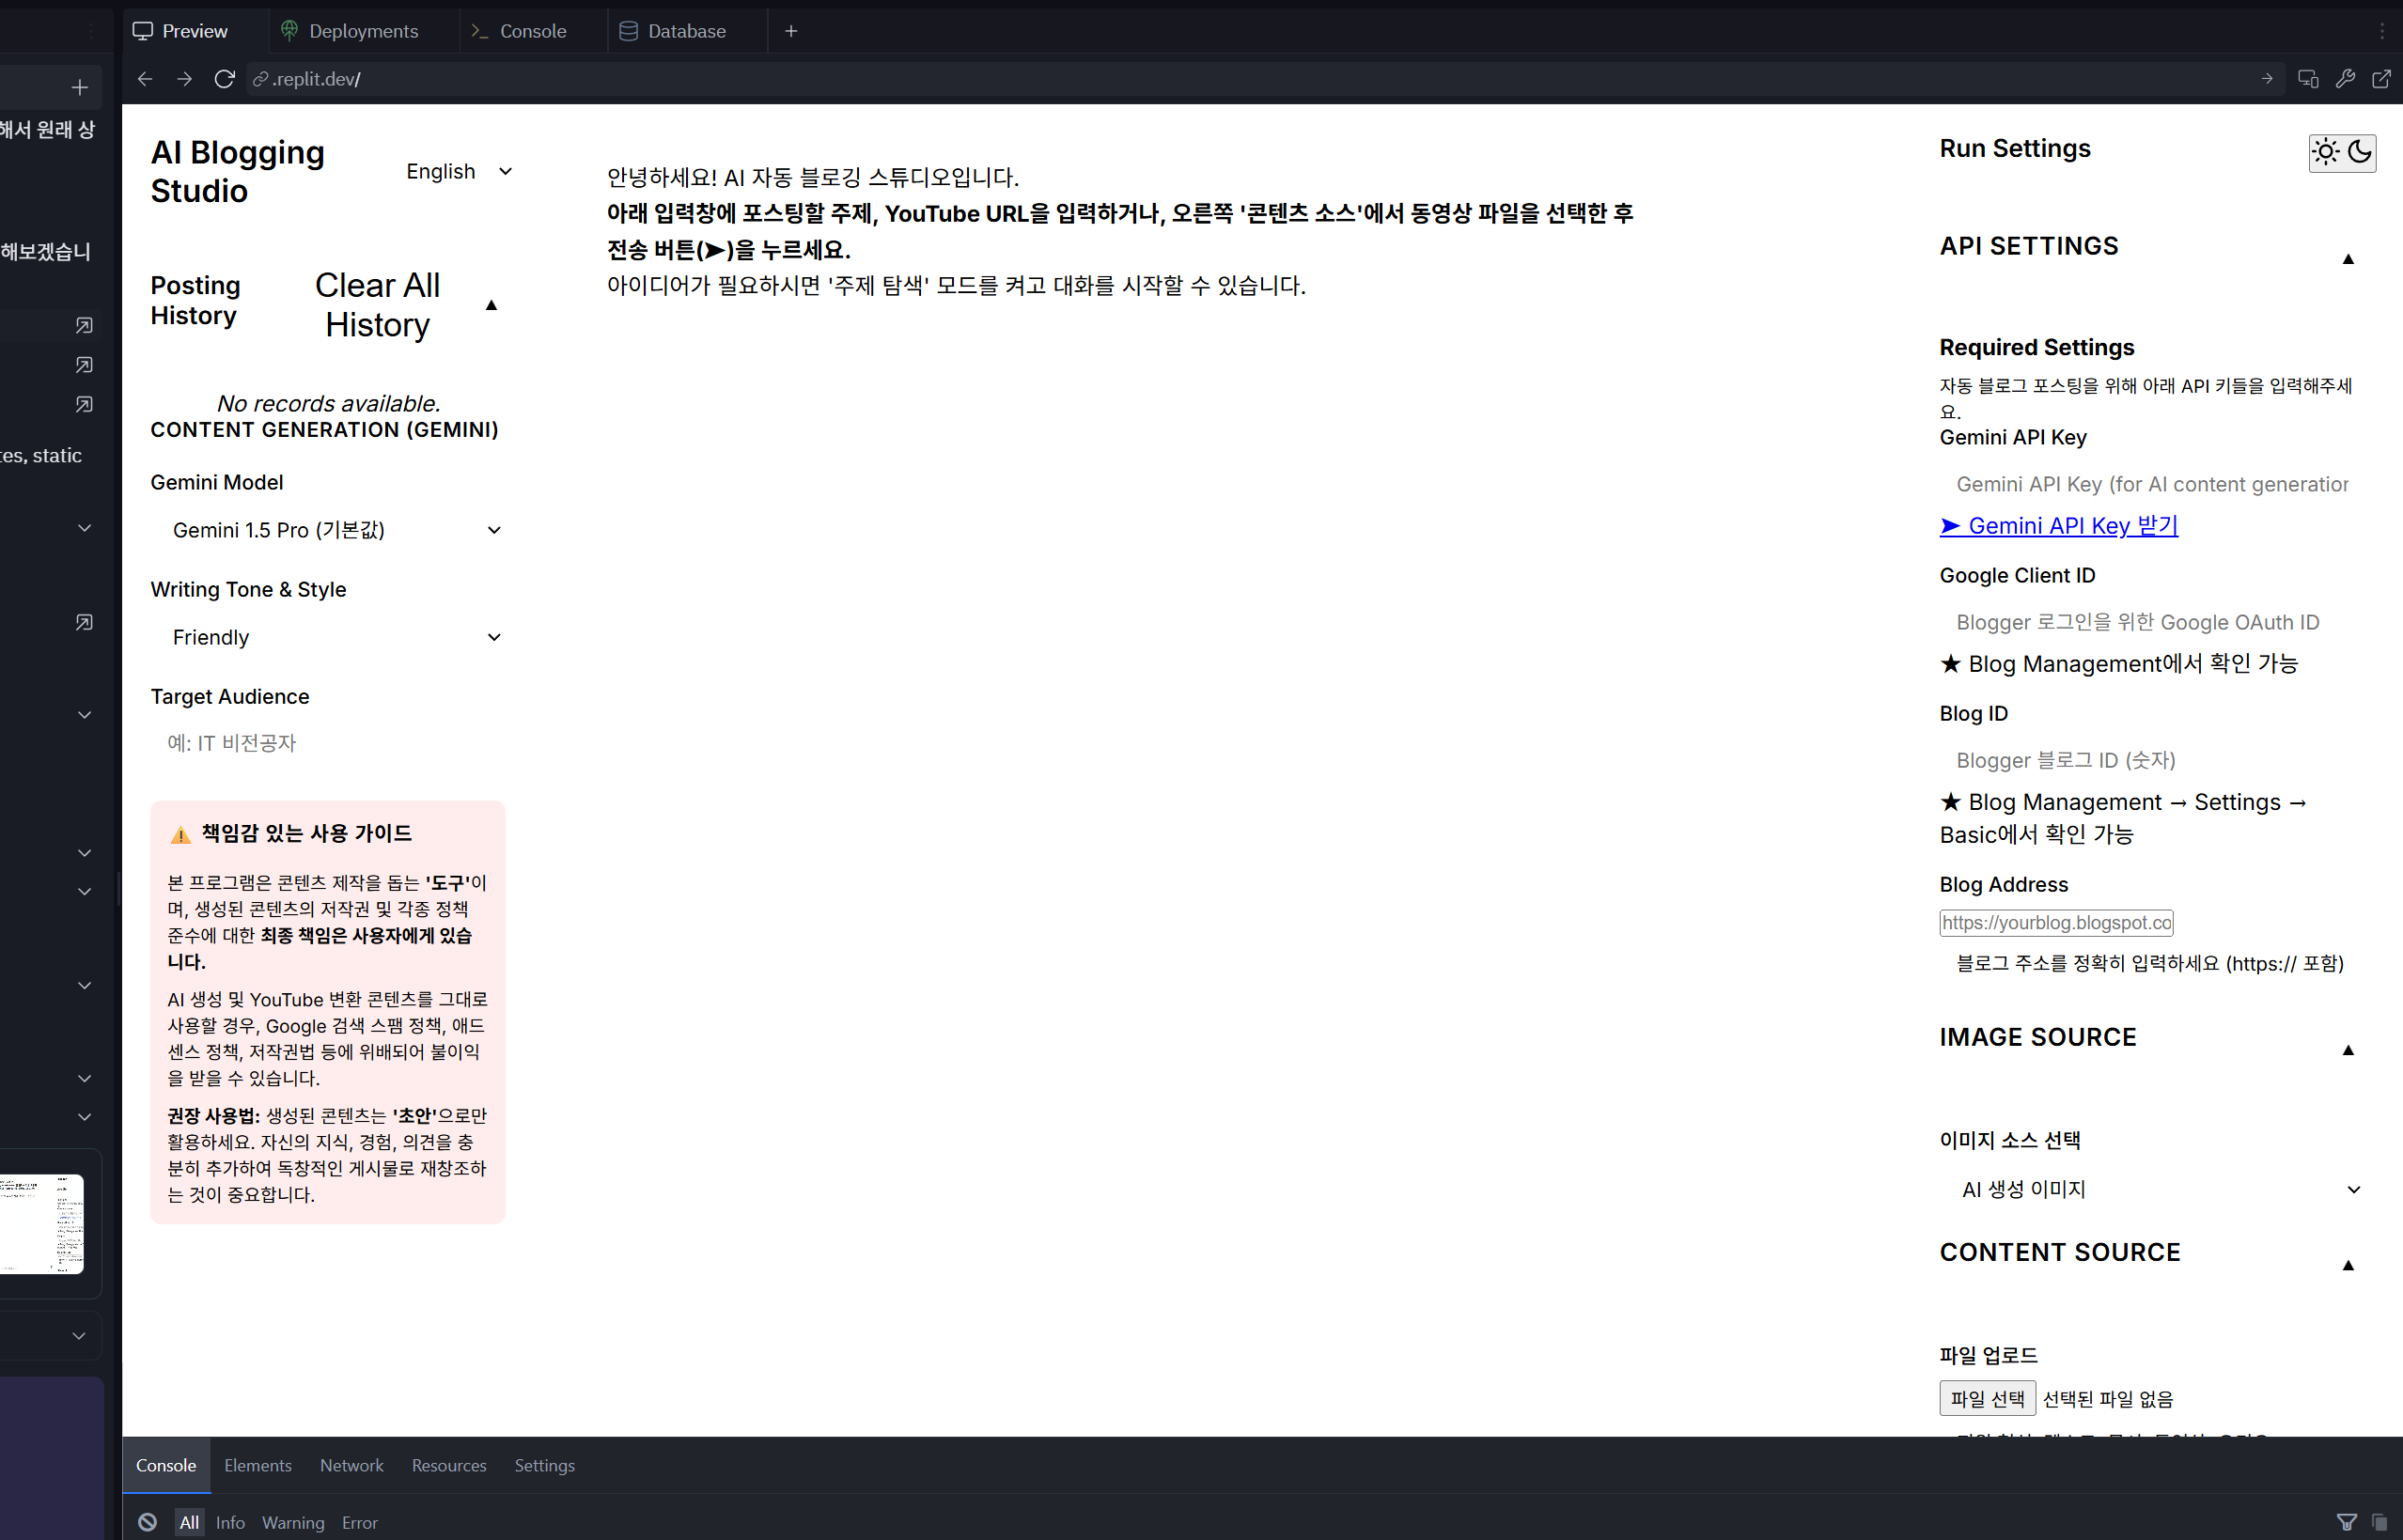 Preview
Deployments
Console
Database
.replit.dev/
해서 원래 상
해보겠습니
tes, static
AI Blogging
Studio
English
Posting
History
Clear All
History
▲
No records available.
CONTENT GENERATION (GEMINI)
Gemini Model
Gemini 1.5 Pro (기본값)
Writing Tone & Style
Friendly
Target Audience
예: IT 비전공자
⚠️ 책임감 있는 사용 가이드
본 프로그램은 콘텐츠 제작을 돕는 '도구'이
며, 생성된 콘텐츠의 저작권 및 각종 정책
준수에 대한 최종 책임은 사용자에게 있습
니다.
AI 생성 및 YouTube 변환 콘텐츠를 그대로
사용할 경우, Google 검색 스팸 정책, 애드
센스 정책, 저작권법 등에 위배되어 불이익
을 받을 수 있습니다.
권장 사용법: 생성된 콘텐츠는 '초안'으로만
활용하세요. 자신의 지식, 경험, 의견을 충
분히 추가하여 독창적인 게시물로 재창조하
는 것이 중요합니다.
안녕하세요! AI 자동 블로깅 스튜디오입니다.
아래 입력창에 포스팅할 주제, YouTube URL을 입력하거나, 오른쪽 '콘텐츠 소스'에서 동영상 파일을 선택한 후
전송 버튼(➤)을 누르세요.
아이디어가 필요하시면 '주제 탐색' 모드를 켜고 대화를 시작할 수 있습니다.
Run Settings
API SETTINGS
▲
Required Settings
자동 블로그 포스팅을 위해 아래 API 키들을 입력해주세
요.
Gemini API Key
Gemini API Key (for AI content generation
➤ Gemini API Key 받기
Google Client ID
Blogger 로그인을 위한 Google OAuth ID
★ Blog Management에서 확인 가능
Blog ID
Blogger 블로그 ID (숫자)
★ Blog Management → Settings →
Basic에서 확인 가능
Blog Address
https://yourblog.blogspot.co
블로그 주소를 정확히 입력하세요 (https:// 포함)
IMAGE SOURCE
▲
이미지 소스 선택
AI 생성 이미지
CONTENT SOURCE
▲
파일 업로드
파일 선택 선택된 파일 없음
Console
Elements
Network
Resources
Settings
All
Info
Warning
Error